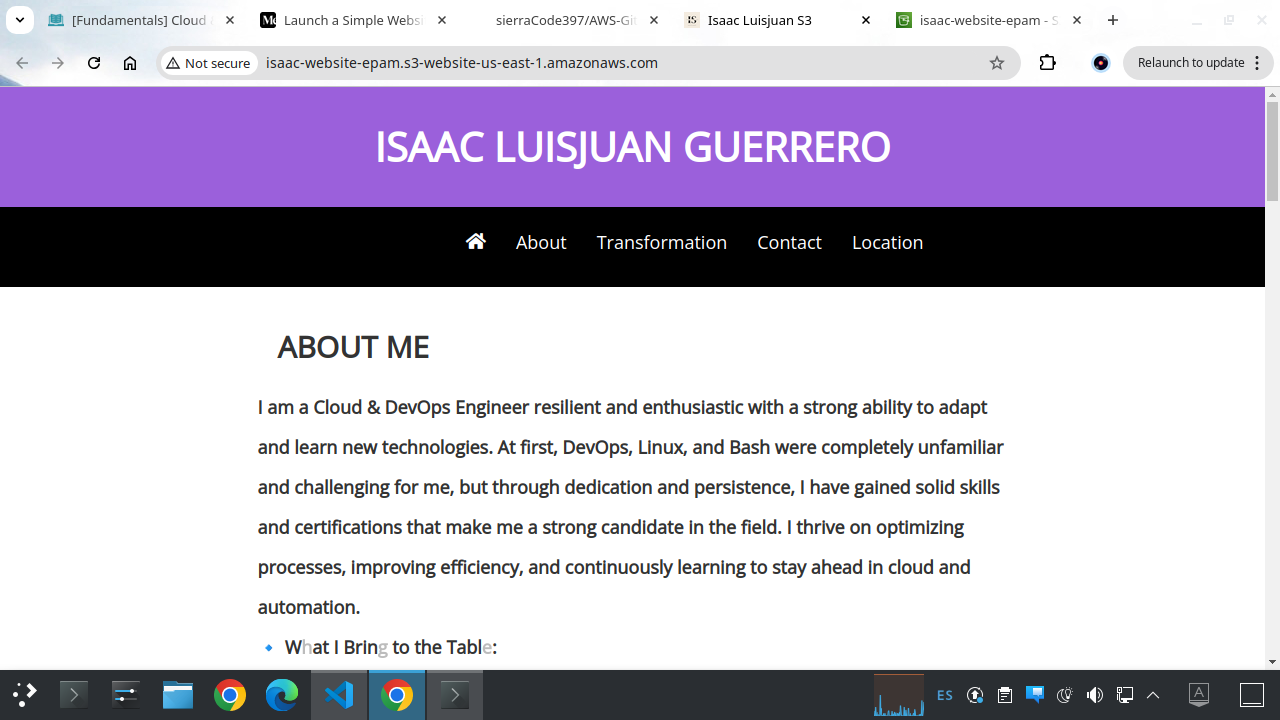 [Fundamentals] Cloud
Launch a Simple Websi
sierraCode397/AWS-Git
Isaac Luisjuan S3
isaac-website-epam - S
Not secure
isaac-website-epam.s3-website-us-east-1.amazonaws.com
Relaunch to update
ISAAC LUISJUAN GUERRERO
About Transformation Contact Location
ABOUT ME
I am a Cloud & DevOps Engineer resilient and enthusiastic with a strong ability to adapt
and learn new technologies. At first, DevOps, Linux, and Bash were completely unfamiliar
and challenging for me, but through dedication and persistence, I have gained solid skills
and certifications that make me a strong candidate in the field. I thrive on optimizing
processes, improving efficiency, and continuously learning to stay ahead in cloud and
automation.
🔹 What I Bring to the Table:
ES